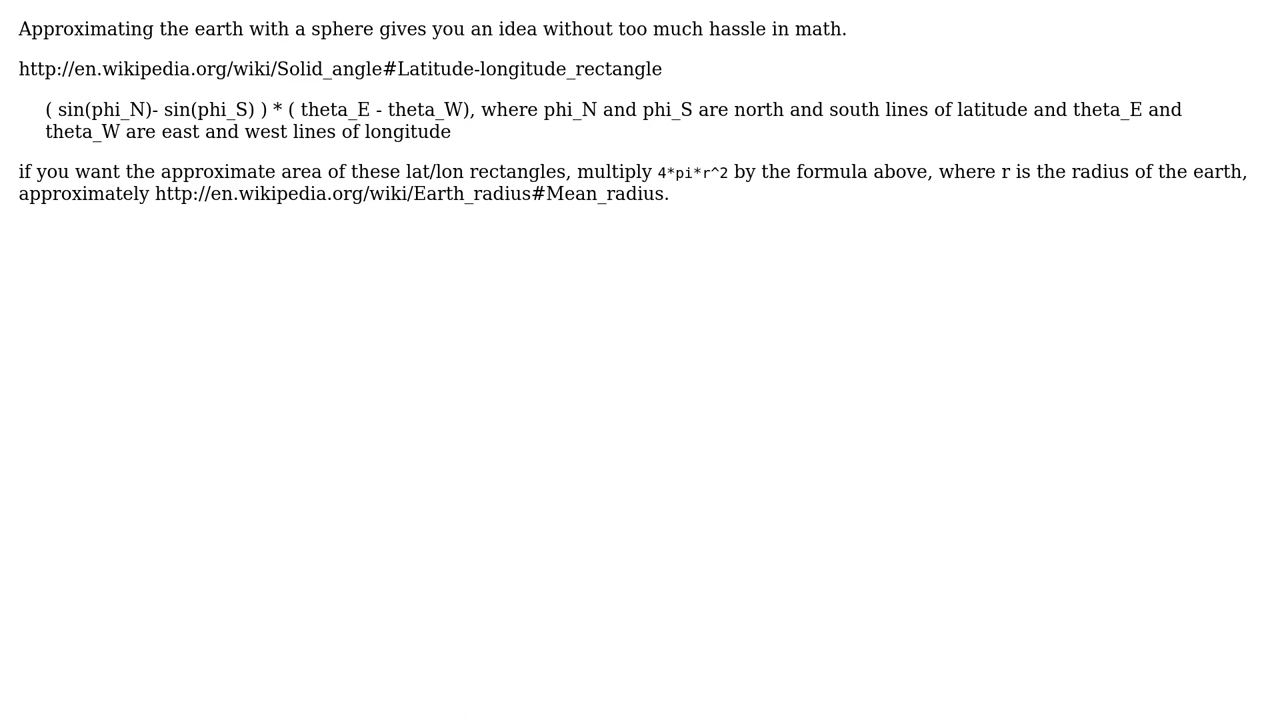 Approximating the earth with a sphere gives you an idea without too much hassle in math.
http://en.wikipedia.org/wiki/Solid_angle#Latitude-longitude_rectangle
( sin(phi_N)- sin(phi_S) ) * ( theta_E - theta_W), where phi_N and phi_S are north and south lines of latitude and theta_E and
theta_W are east and west lines of longitude
if you want the approximate area of these lat/lon rectangles, multiply 4*pi*r^2 by the formula above, where r is the radius of the earth,
approximately http://en.wikipedia.org/wiki/Earth_radius#Mean_radius.